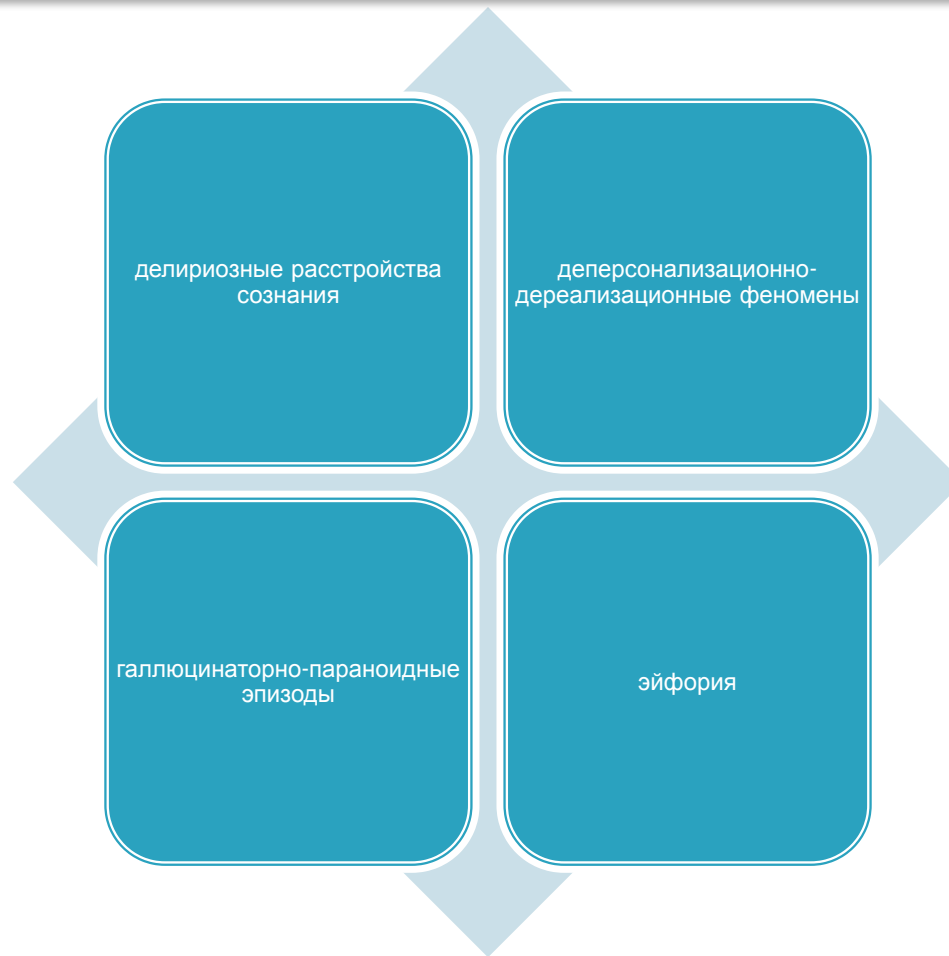 делириозные расстройства
сознания
деперсонализационно-
дереализационные феномены
галлюцинаторно-параноидные
эпизоды
эйфория